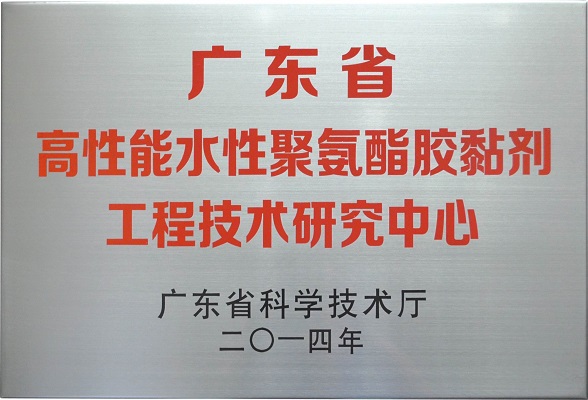 广东省
高性能水性聚氨酯胶黏剂
工程技术研究中心
广东省科学技术厅
二〇一四年